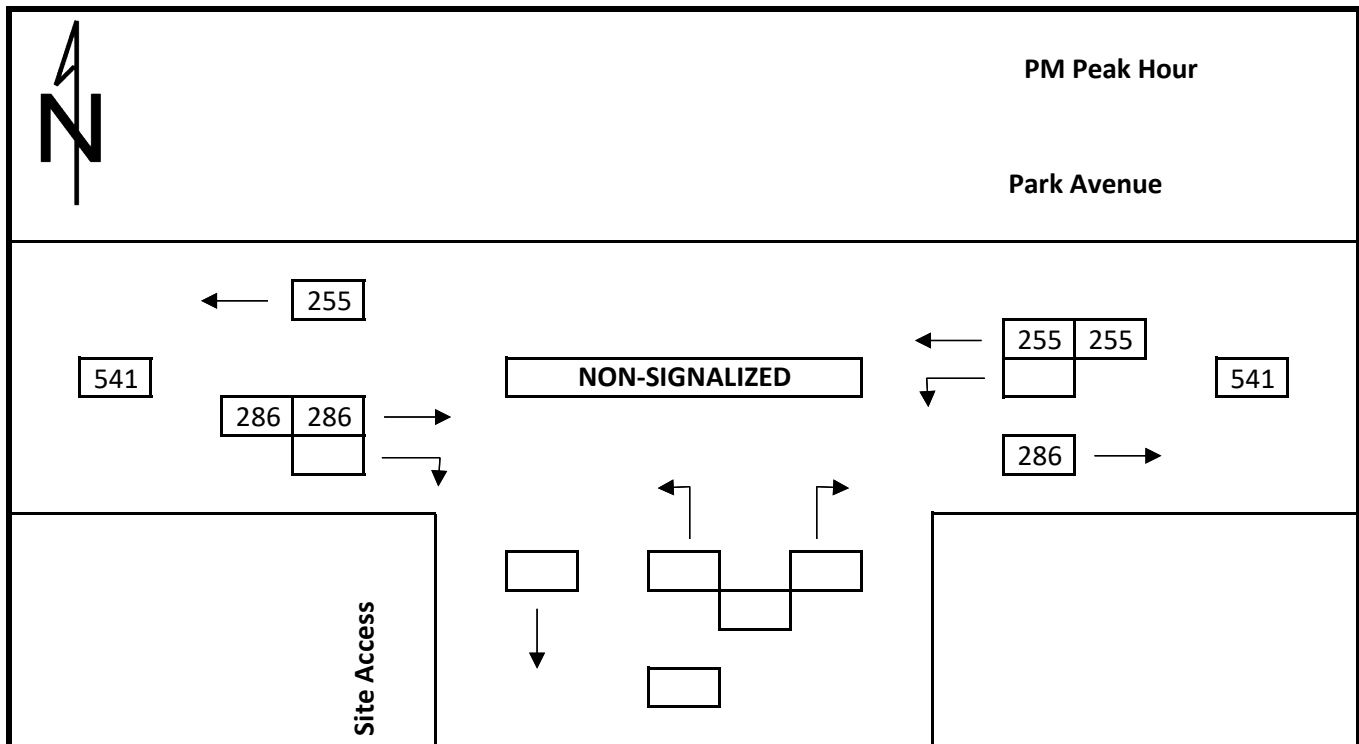 N
PM Peak Hour
Park Avenue
255
255 255
541
NON-SIGNALIZED
541
286 286
286
Site Access